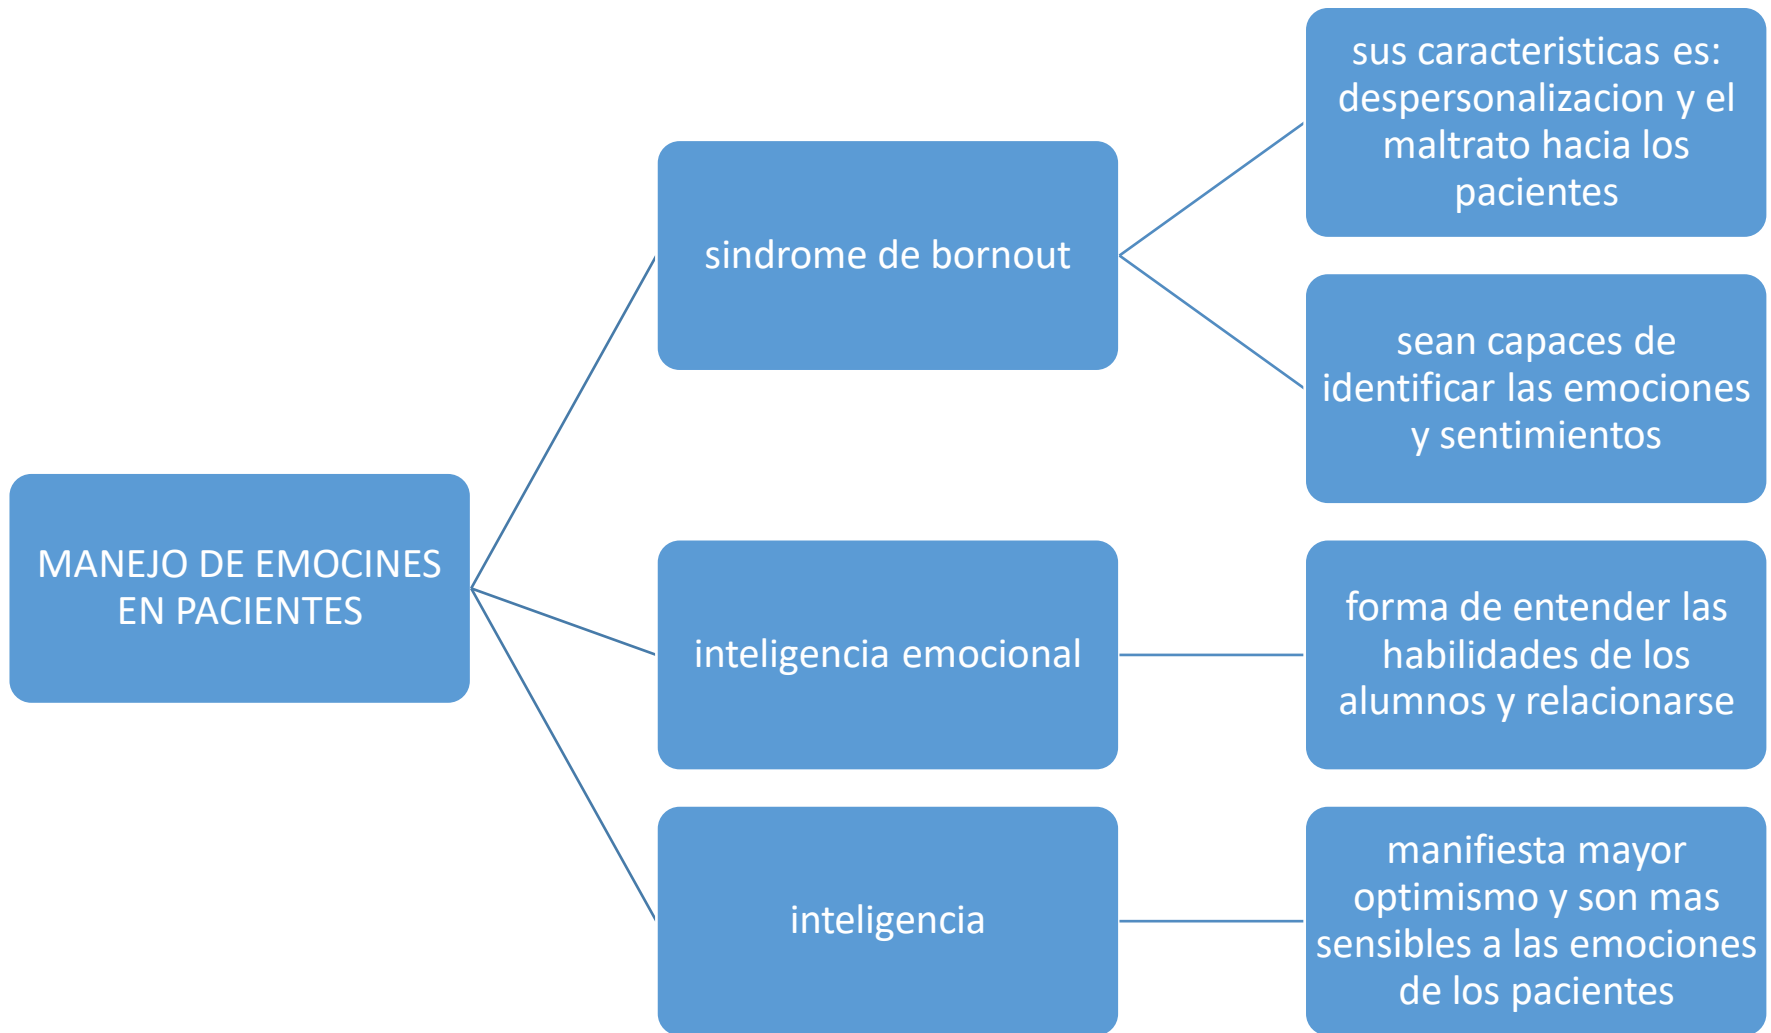 MANEJO DE EMOCINES
EN PACIENTES
sindrome de bornout
sus caracteristicas es:
despersonalizacion y el
maltrato hacia los
pacientes
sean capaces de
identificar las emociones
y sentimientos
inteligencia emocional
forma de entender las
habilidades de los
alumnos y relacionarse
inteligencia
manifiesta mayor
optimismo y son mas
sensibles a las emociones
de los pacientes